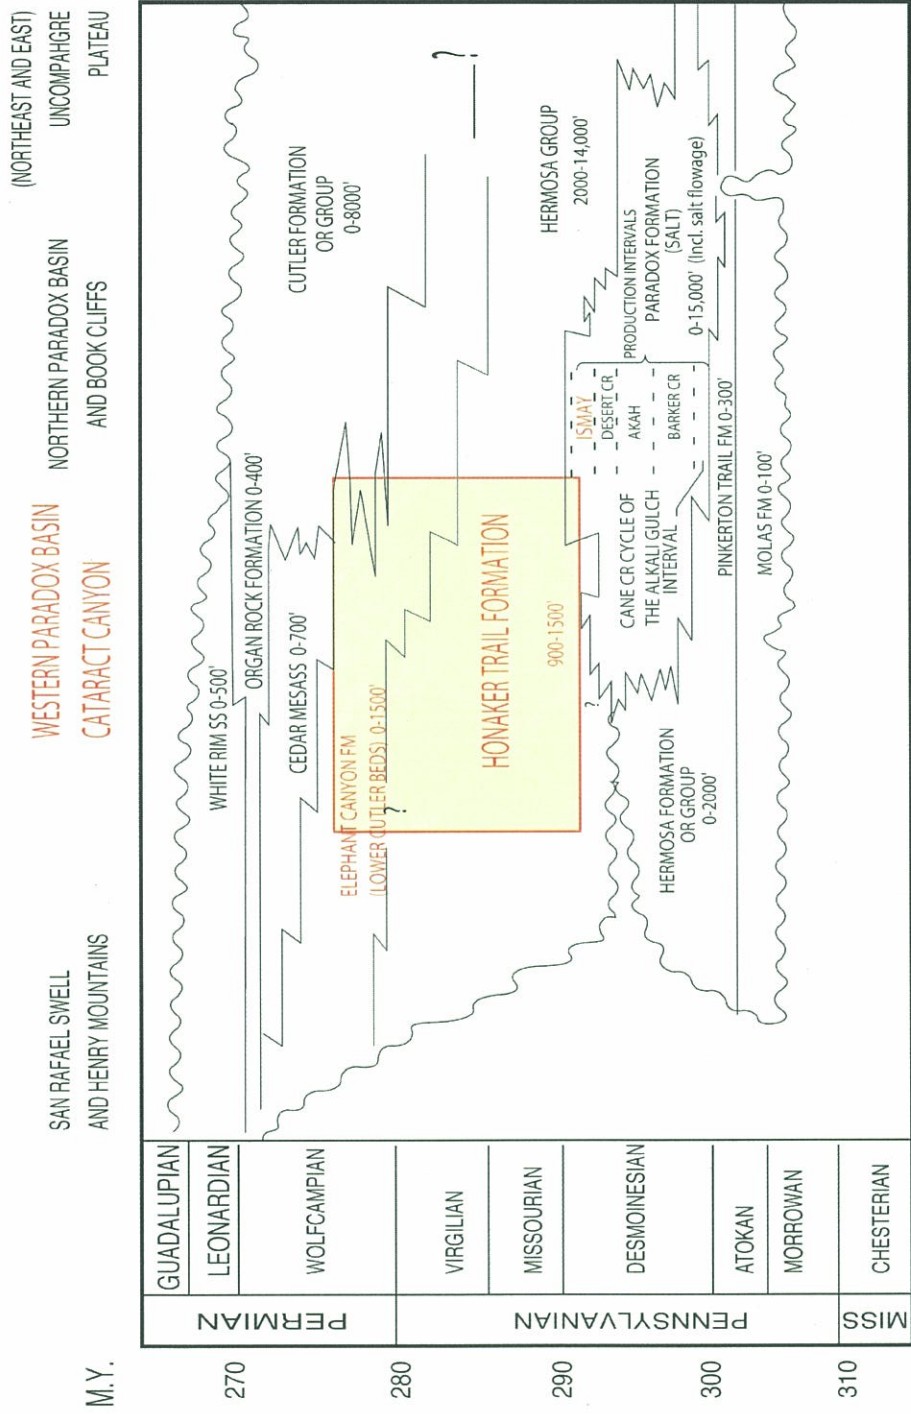 M.Y.
SAN RAFAEL SWELL
AND HENRY MOUNTAINS
WESTERN PARADOX BASIN
CATARACT CANYON
NORTHERN PARADOX BASIN
AND BOOK CLIFFS
(NORTHEAST AND EAST)
UNCOMPAHGRE
PLATEAU
270
280
290
300
310
PERMIAN
PENNSYLVANIAN
MISS
GUADALUPIAN
LEONARDIAN
WOLFCAMPIAN
VIRGILIAN
MISSOURIAN
DESMOINESIAN
ATOKAN
MORROWAN
CHESTERIAN
WHITE RIM SS 0-500'
ORGAN ROCK FORMATION 0-400'
CEDAR MESASS 0-700'
CUTLER FORMATION
OR GROUP
0-8000'
ELEPHANT CANYON FM
(LOWER CUTLER BEDS) 0-1500'
?
?
HONAKER TRAIL FORMATION
900-1500'
HERMOSA GROUP
2000-14,000'
?
HERMOSA FORMATION
OR GROUP
0-2000'
CANE CR CYCLE OF
THE ALKALI GULCH
INTERVAL
ISMAY
DESERT CR
AKAH
BARKER CR
PRODUCTION INTERVALS
PARADOX FORMATION
(SALT)
0-15,000' (Incl. salt flowage)
PINKERTON TRAIL FM 0-300'
MOLAS FM 0-100'